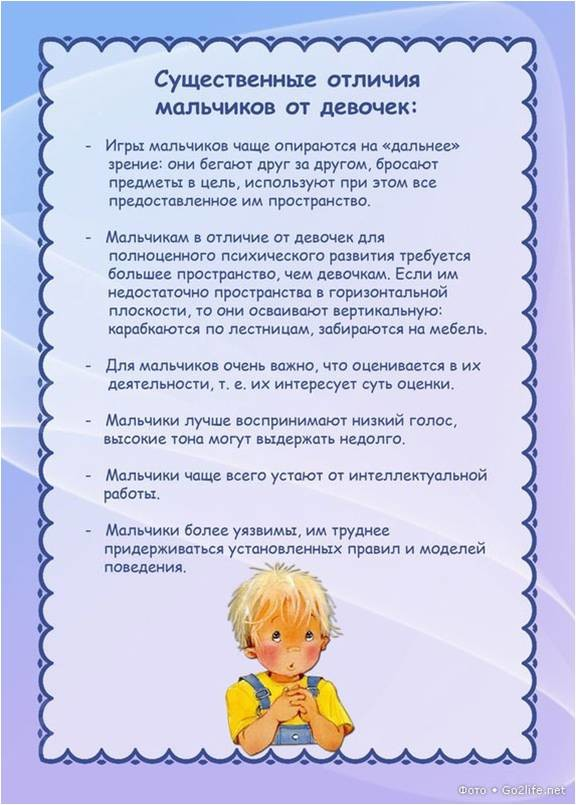 Существенные отличия
мальчиков от девочек:
- Игры мальчиков чаще опираются на «дальнее»
зрение: они бегают друг за другом, бросают
предметы в цель, используют при этом все
предоставленное им пространство.
- Мальчикам в отличие от девочек для
полноценного психического развития требуется
большее пространство, чем девочкам. Если им
недостаточно пространства в горизонтальной
плоскости, то они осваивают вертикальную:
карабкаются по лестницам, забираются на мебель.
- Для мальчиков очень важно, что оценивается в их
деятельности, т. е. их интересует суть оценки.
- Мальчики лучше воспринимают низкий голос,
высокие тона могут выдержать недолго.
- Мальчики чаще всего устают от интеллектуальной
работы.
- Мальчики более уязвимы, им труднее
придерживаться установленных правил и моделей
поведения.
Фото • Go2life.net